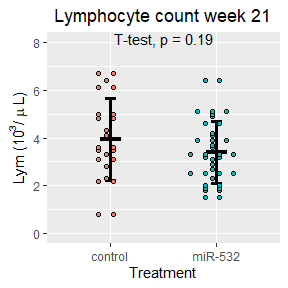 Lymphocyte count week 21
T-test, p = 0.19
8
6
4
2
0
Lym (10³/ μ L)
control
miR-532
Treatment